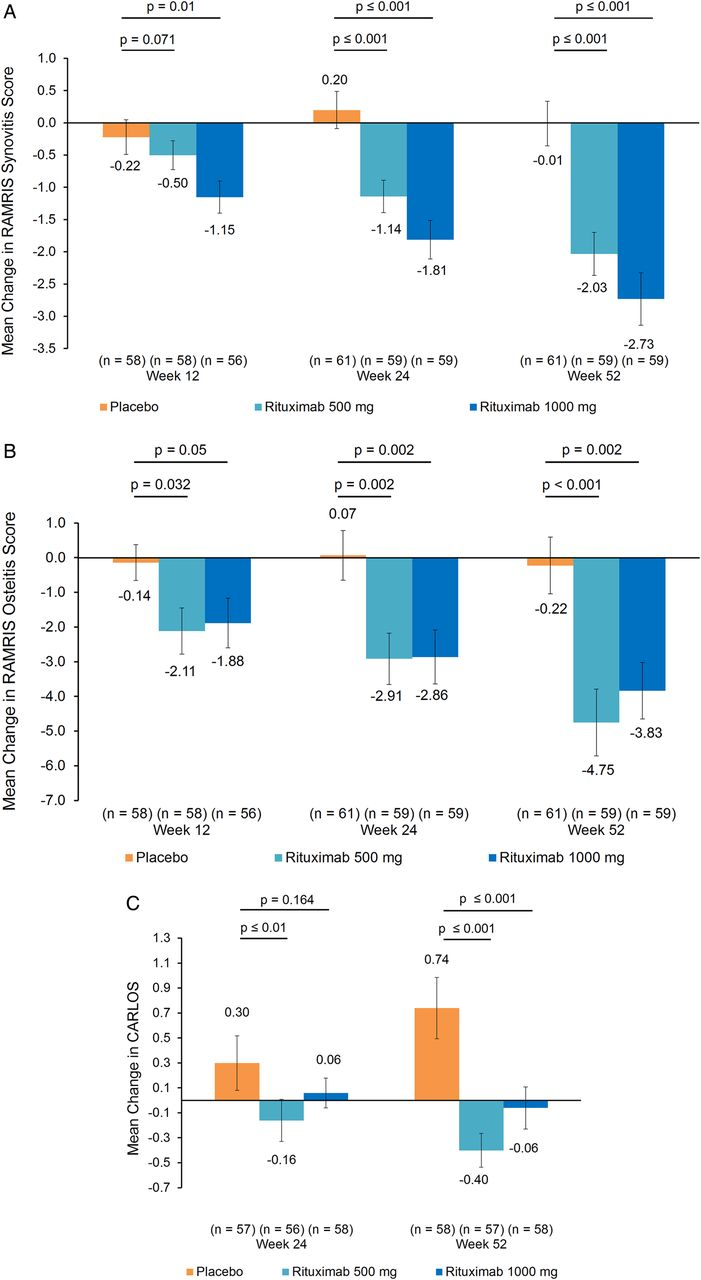 A
p = 0.01
p ≤ 0.001
p ≤ 0.001
p = 0.071
p ≤ 0.001
p ≤ 0.001
Mean Change in RAMRIS Synovitis Score
1.0
0.5
0.0
-0.5
-1.0
-1.5
-2.0
-2.5
-3.0
-3.5
-0.22
-0.50
-1.15
0.20
-1.14
-1.81
-0.01
-2.03
-2.73
(n = 58) (n = 58) (n = 56)
(n = 61) (n = 59) (n = 59)
(n = 61) (n = 59) (n = 59)
Week 12
Week 24
Week 52
Placebo
Rituximab 500 mg
Rituximab 1000 mg
B
p = 0.05
p = 0.002
p = 0.002
p = 0.032
p = 0.002
p < 0.001
Mean Change in RAMRIS Osteitis Score
1.0
0.0
-1.0
-2.0
-3.0
-4.0
-5.0
-6.0
-7.0
-0.14
-2.11
-1.88
0.07
-2.91
-2.86
-0.22
-4.75
-3.83
(n = 58) (n = 58) (n = 56)
(n = 61) (n = 59) (n = 59)
(n = 61) (n = 59) (n = 59)
Week 12
Week 24
Week 52
Placebo
Rituximab 500 mg
Rituximab 1000 mg
C
p = 0.164
p ≤ 0.001
p ≤ 0.01
p ≤ 0.001
Mean Change in CARLOS
1.3
0.9
0.7
0.5
0.3
0.1
-0.1
-0.3
-0.5
-0.7
0.30
-0.16
0.06
0.74
-0.40
-0.06
(n = 57) (n = 56) (n = 58)
(n = 58) (n = 57) (n = 58)
Week 24
Week 52
Placebo
Rituximab 500 mg
Rituximab 1000 mg